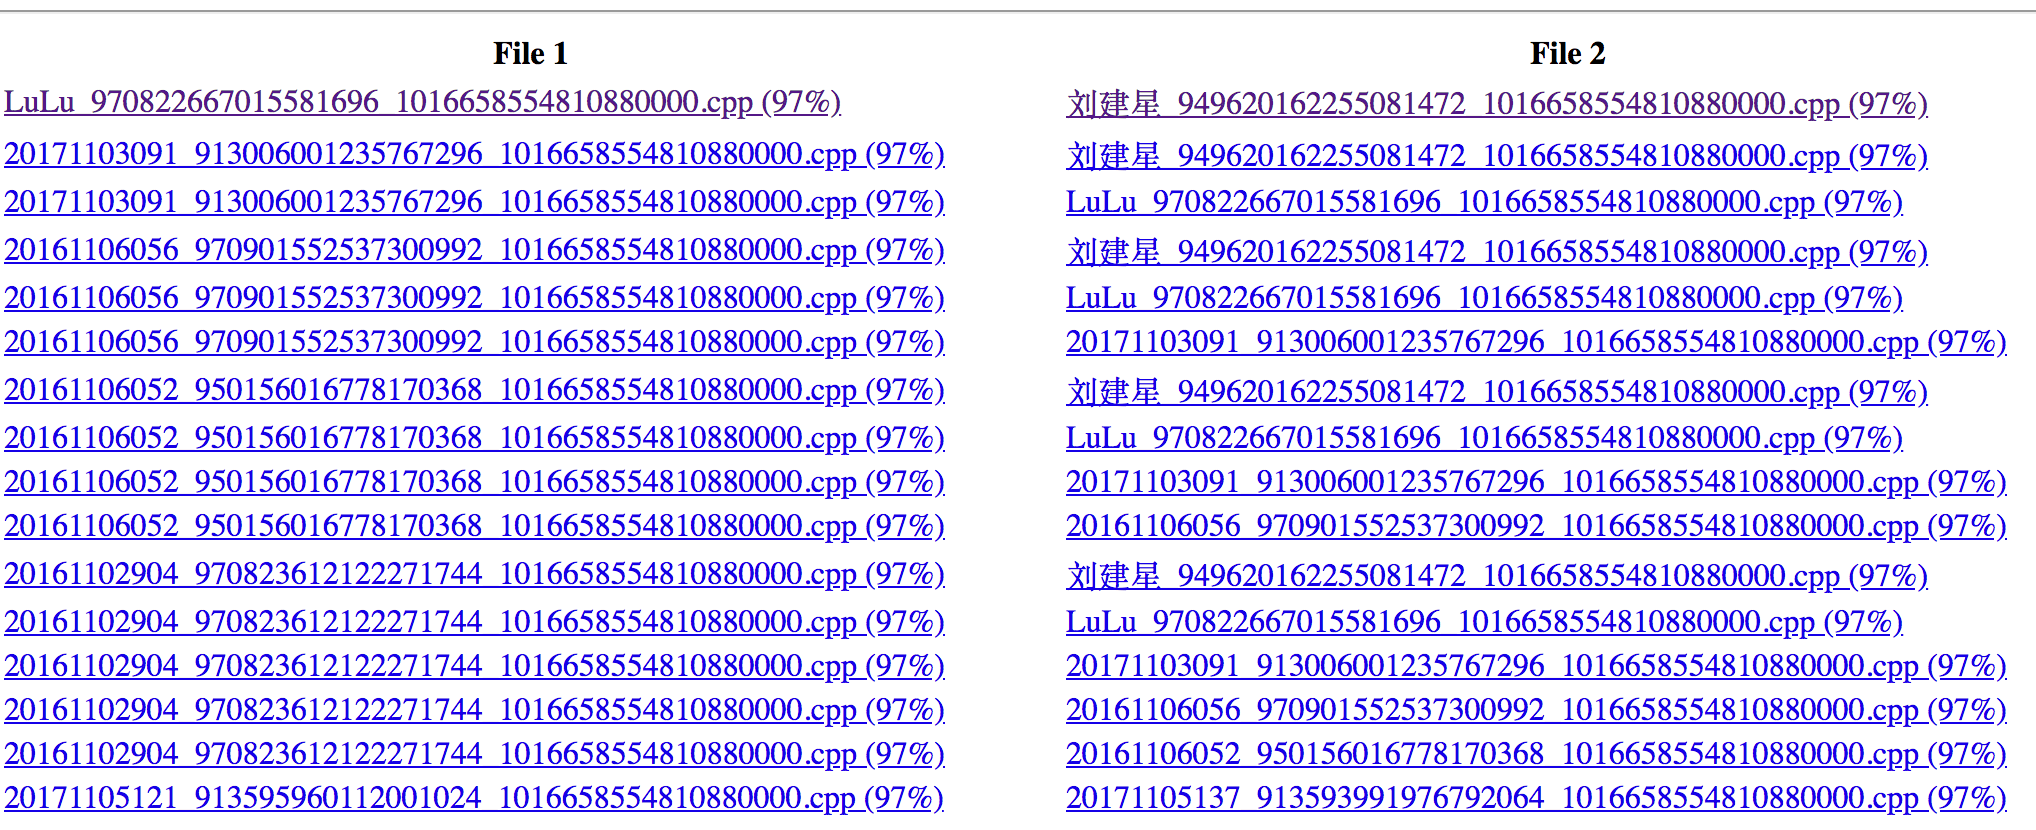 File 1 File 2
LuLu_970822667015581696_1016658554810880000.cpp (97%) 刘建星_949620162255081472_1016658554810880000.cpp (97%)
20171103091_913006001235767296_1016658554810880000.cpp (97%) 刘建星_949620162255081472_1016658554810880000.cpp (97%)
20171103091_913006001235767296_1016658554810880000.cpp (97%) LuLu_970822667015581696_1016658554810880000.cpp (97%)
20161106056_970901552537300992_1016658554810880000.cpp (97%) 刘建星_949620162255081472_1016658554810880000.cpp (97%)
20161106056_970901552537300992_1016658554810880000.cpp (97%) LuLu_970822667015581696_1016658554810880000.cpp (97%)
20161106056_970901552537300992_1016658554810880000.cpp (97%) 20171103091_913006001235767296_1016658554810880000.cpp (97%)
20161106052_950156016778170368_1016658554810880000.cpp (97%) 刘建星_949620162255081472_1016658554810880000.cpp (97%)
20161106052_950156016778170368_1016658554810880000.cpp (97%) LuLu_970822667015581696_1016658554810880000.cpp (97%)
20161106052_950156016778170368_1016658554810880000.cpp (97%) 20171103091_913006001235767296_1016658554810880000.cpp (97%)
20161106052_950156016778170368_1016658554810880000.cpp (97%) 20161106056_970901552537300992_1016658554810880000.cpp (97%)
20161102904_970823612122271744_1016658554810880000.cpp (97%) 刘建星_949620162255081472_1016658554810880000.cpp (97%)
20161102904_970823612122271744_1016658554810880000.cpp (97%) LuLu_970822667015581696_1016658554810880000.cpp (97%)
20161102904_970823612122271744_1016658554810880000.cpp (97%) 20171103091_913006001235767296_1016658554810880000.cpp (97%)
20161102904_970823612122271744_1016658554810880000.cpp (97%) 20161106056_970901552537300992_1016658554810880000.cpp (97%)
20161102904_970823612122271744_1016658554810880000.cpp (97%) 20161106052_950156016778170368_1016658554810880000.cpp (97%)
20171105121_913595960112001024_1016658554810880000.cpp (97%) 20171105137_913593991976792064_1016658554810880000.cpp (97%)